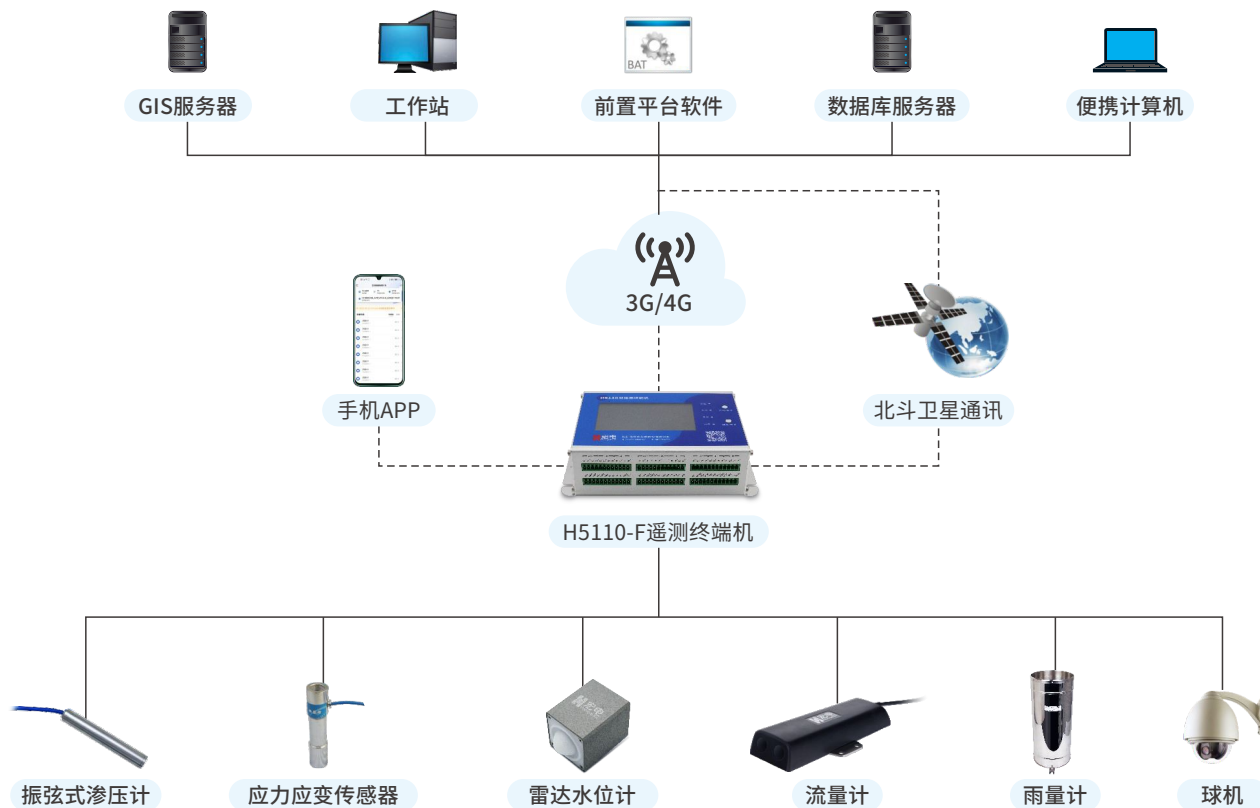 BAT
GIS服务器
工作站
前置平台软件
数据库服务器
便携计算机
3G/4G
手机APP
北斗卫星通讯
H5110-F遥测终端机
宏电
振弦式渗压计
应力应变传感器
雷达水位计
流量计
雨量计
球机